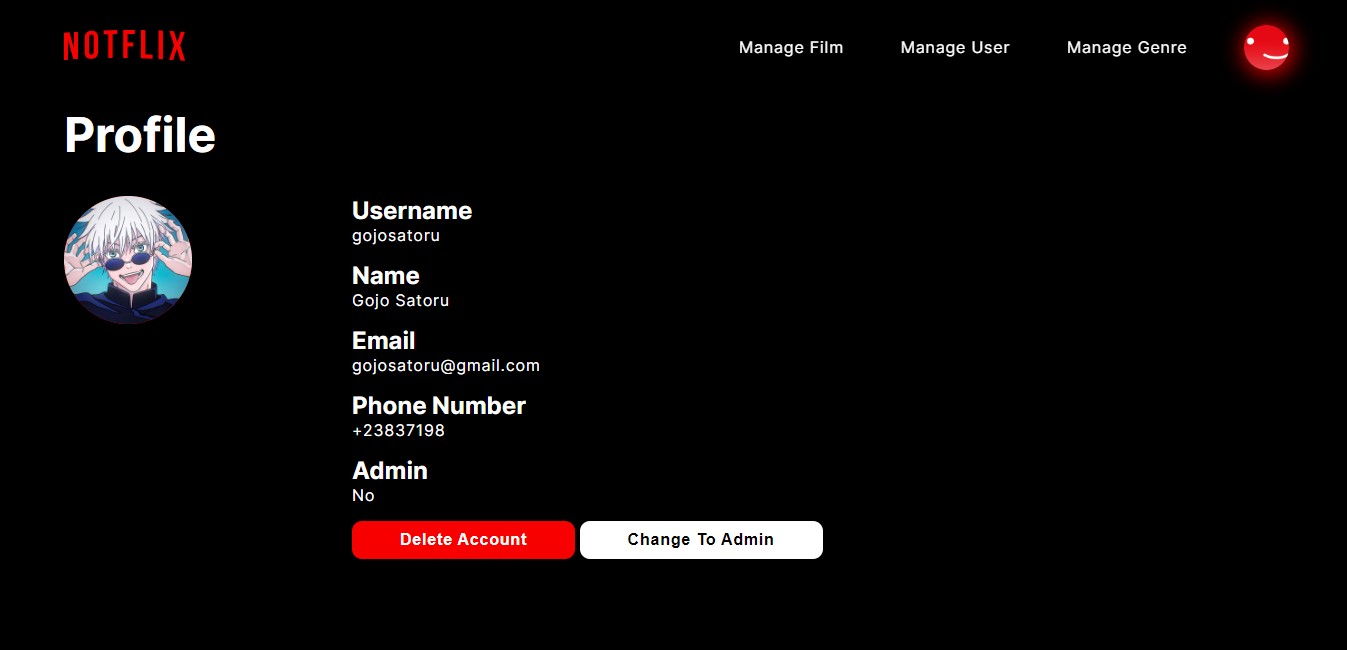 NOTFLIX
Manage Film
Manage User
Manage Genre
Profile
Username
gojosatoru
Name
Gojo Satoru
Email
gojosatoru@gmail.com
Phone Number
+23837198
Admin
No
Delete Account
Change To Admin